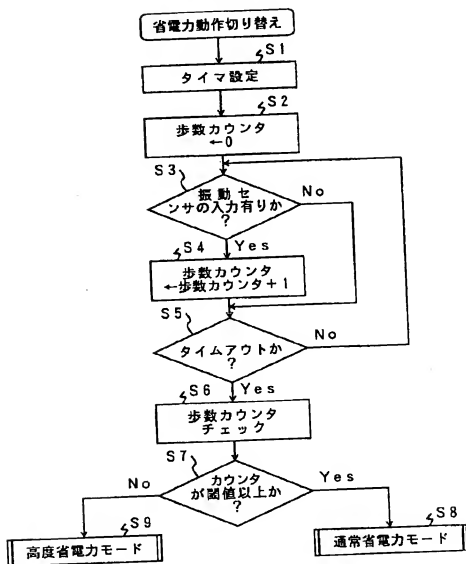 省電力動作切り替え
S1
タイマ設定
S2
歩数カウンタ
←0
S3
振動セ
ンサの入力有りか
?
No
S4
Yes
歩数カウンタ
←歩数カウンタ+1
S5
タイムアウトか
?
No
S6
Yes
歩数カウンタ
チェック
S7
カウンタ
が閾値以上か
?
No
Yes
S9
高度省電力モード
S8
通常省電力モード